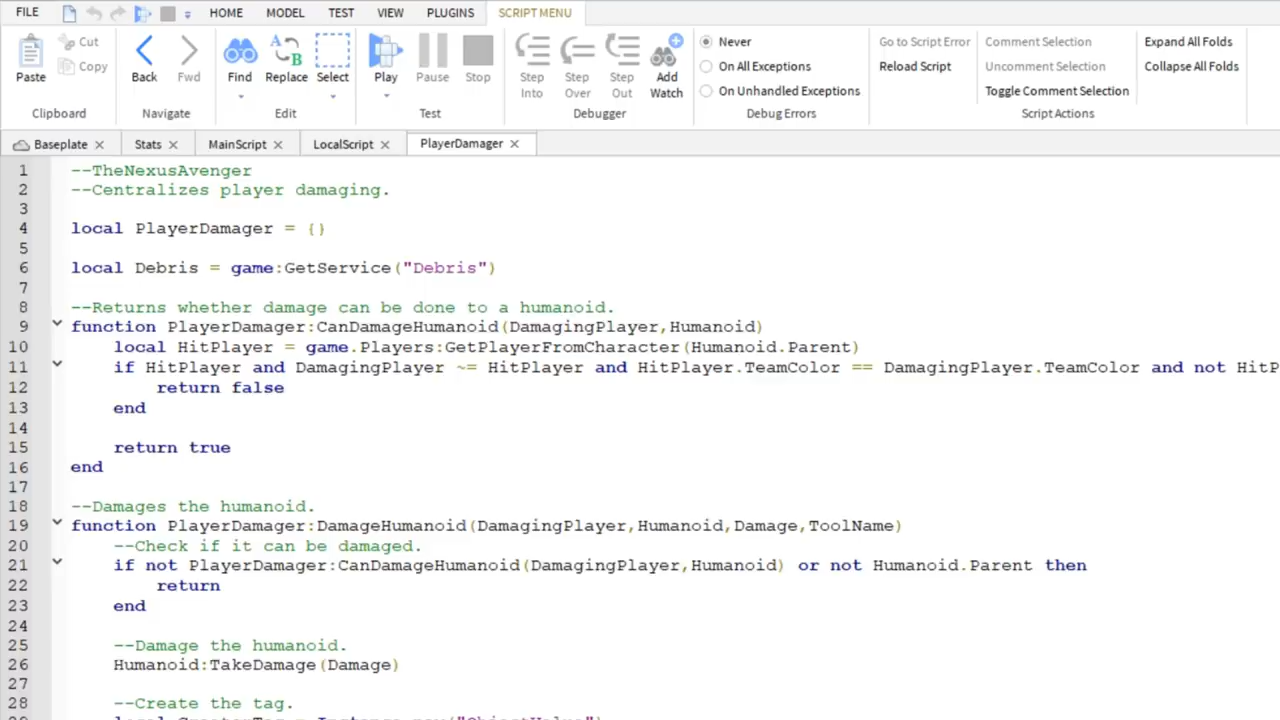 FILE HOME MODEL TEST VIEW PLUGINS SCRIPT MENU
Paste Cut Copy Back Fwd Find Replace Select Play Pause Stop Step Into Step Over Step Out Add Watch
Never
On All Exceptions
On Unhandled Exceptions
Go to Script Error
Reload Script
Comment Selection
Uncomment Selection
Toggle Comment Selection
Expand All Folds
Collapse All Folds
Clipboard Navigate Edit Test Debugger Debug Errors Script Actions
Baseplate Stats MainScript LocalScript PlayerDamager
1 --TheNexusAvenger
2 --Centralizes player damaging.
3
4 local PlayerDamager = {}
5
6 local Debris = game:GetService("Debris")
7
8 --Returns whether damage can be done to a humanoid.
9 function PlayerDamager:CanDamageHumanoid(DamagingPlayer,Humanoid)
10 local HitPlayer = game.Players:GetPlayerFromCharacter(Humanoid.Parent)
11 if HitPlayer and DamagingPlayer ~= HitPlayer and HitPlayer.TeamColor == DamagingPlayer.TeamColor and not HitP
12 return false
13 end
14
15 return true
16 end
17
18 --Damages the humanoid.
19 function PlayerDamager:DamageHumanoid(DamagingPlayer,Humanoid,Damage,ToolName)
20 --Check if it can be damaged.
21 if not PlayerDamager:CanDamageHumanoid(DamagingPlayer,Humanoid) or not Humanoid.Parent then
22 return
23 end
24
25 --Damage the humanoid.
26 Humanoid:TakeDamage(Damage)
27
28 --Create the tag.